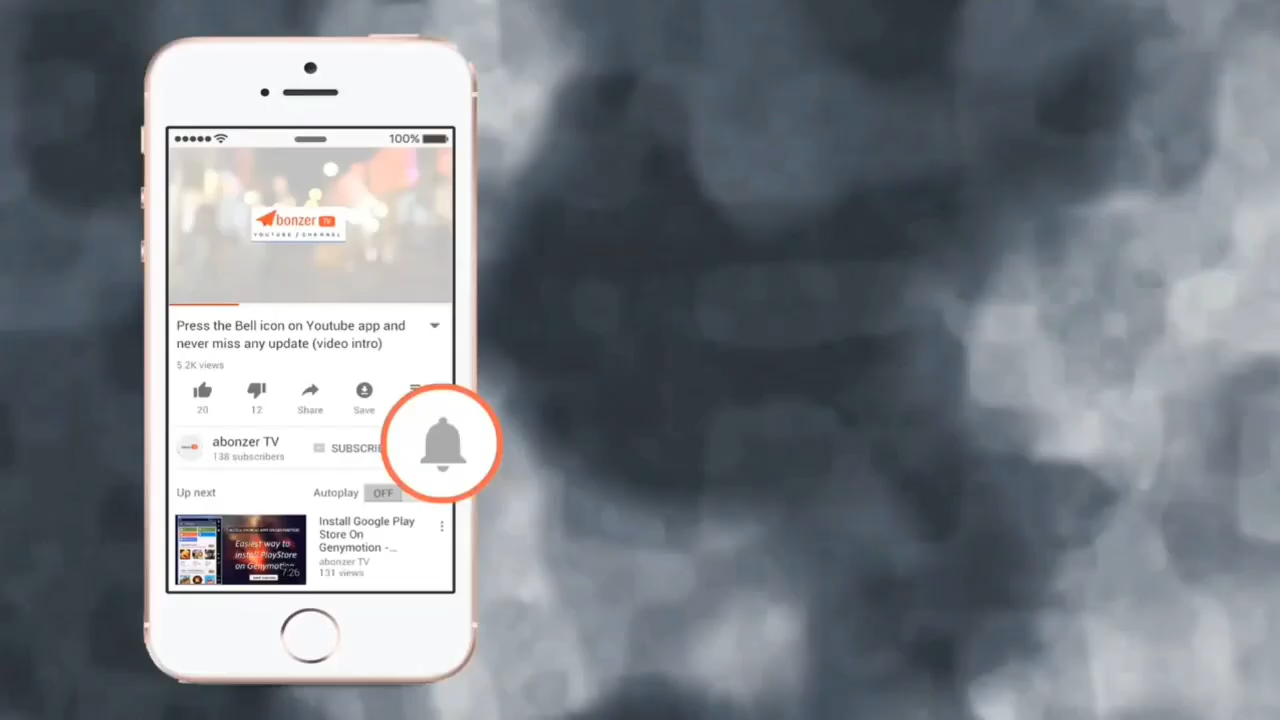 100%
abonzer TV
YOUTUBE / CHANNEL
Press the Bell icon on Youtube app and
never miss any update (video intro)
5.2K views
20
12
Share
Save
abonzer TV
138 subscribers
SUBSCRI
Up next
Autoplay
OFF
Easiest way to
install PlayStore
on Genymotion
7:26
Install Google Play
Store On
Genymotion -...
abonzer TV
131 views